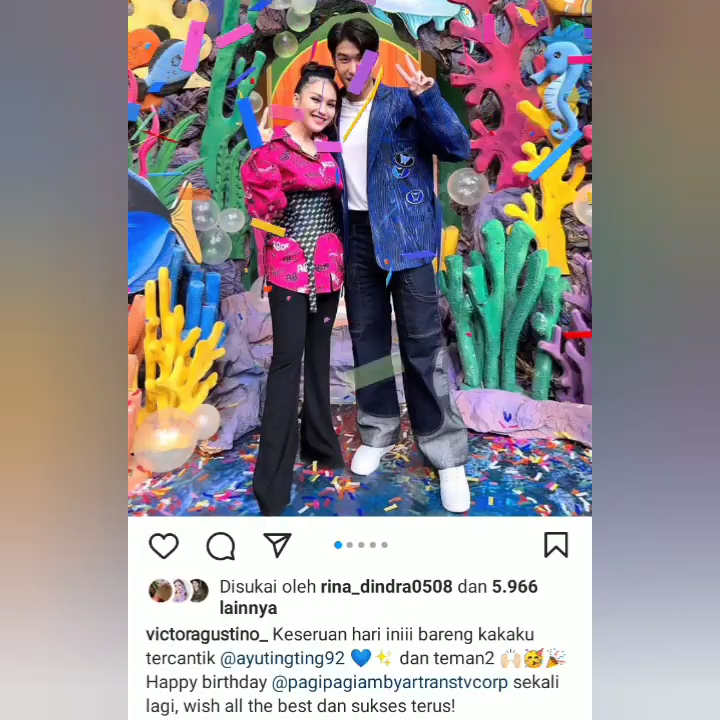 Disukai oleh rina_dindra0508 dan 5.966
lainnya
victoragustino_ Keseruan hari iniii bareng kakaku
tercantik @ayutingting92 💙✨ dan teman2 🙌🏻🥳🎉
Happy birthday @pagipagiambyartranstvcorp sekali
lagi, wish all the best dan sukses terus!